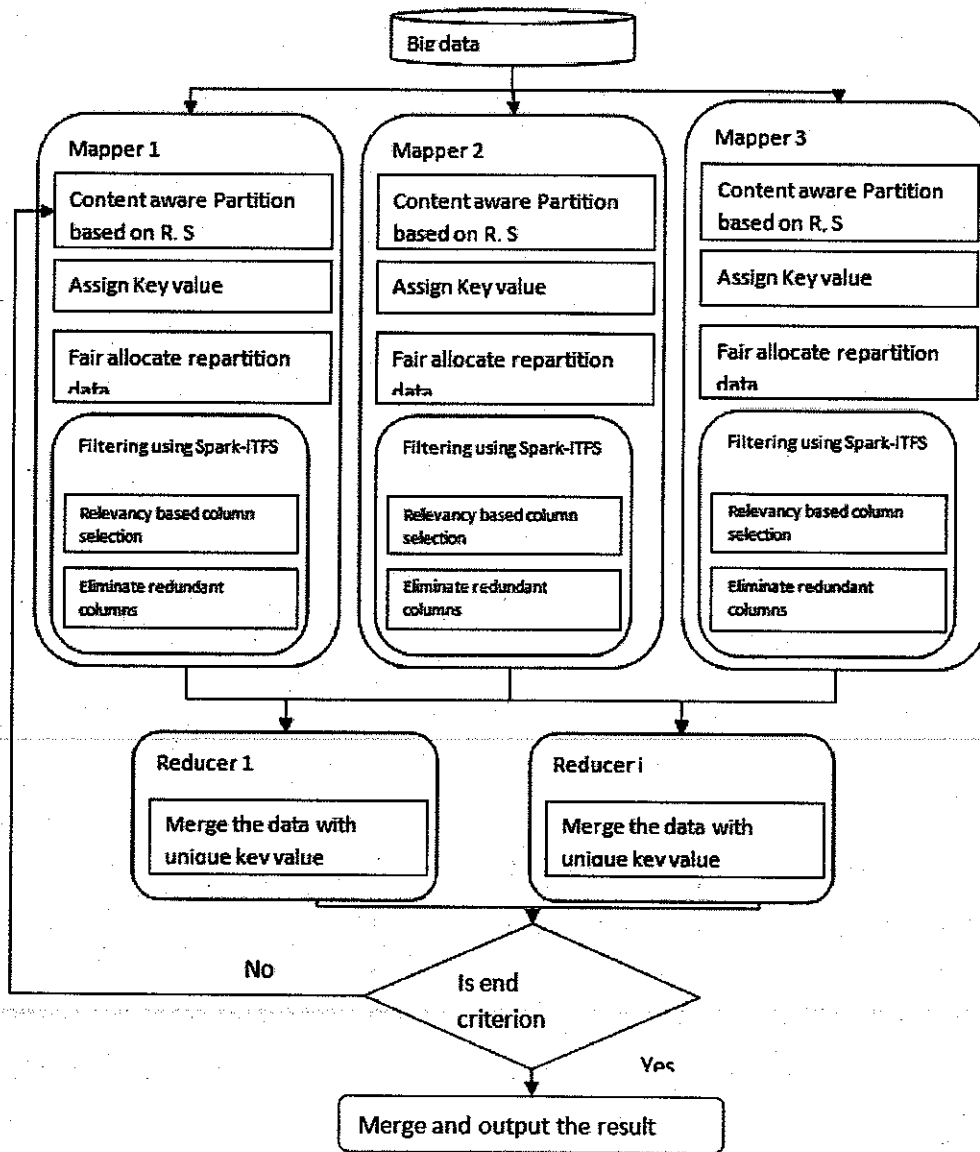 Big data
Mapper 1
Content aware Partition
based on R. S
Assign Key value
Fair allocate repartition
data
Filtering using Spark-ITFS
Relevancy based column
selection
Eliminate redundant
columns
Mapper 2
Content aware Partition
based on R. S
Assign Key value
Fair allocate repartition
data
Filtering using Spark-ITFS
Relevancy based column
selection
Eliminate redundant
columns
Mapper 3
Content aware Partition
based on R, S
Assign Key value
Fair allocate repartition
data
Filtering using Spark-ITFS
Relevancy based column
selection
Eliminate redundant
columns
Reducer 1
Merge the data with
unique key value
Reducer i
Merge the data with
unique key value
No
Is end
criterion
Yes
Merge and output the result